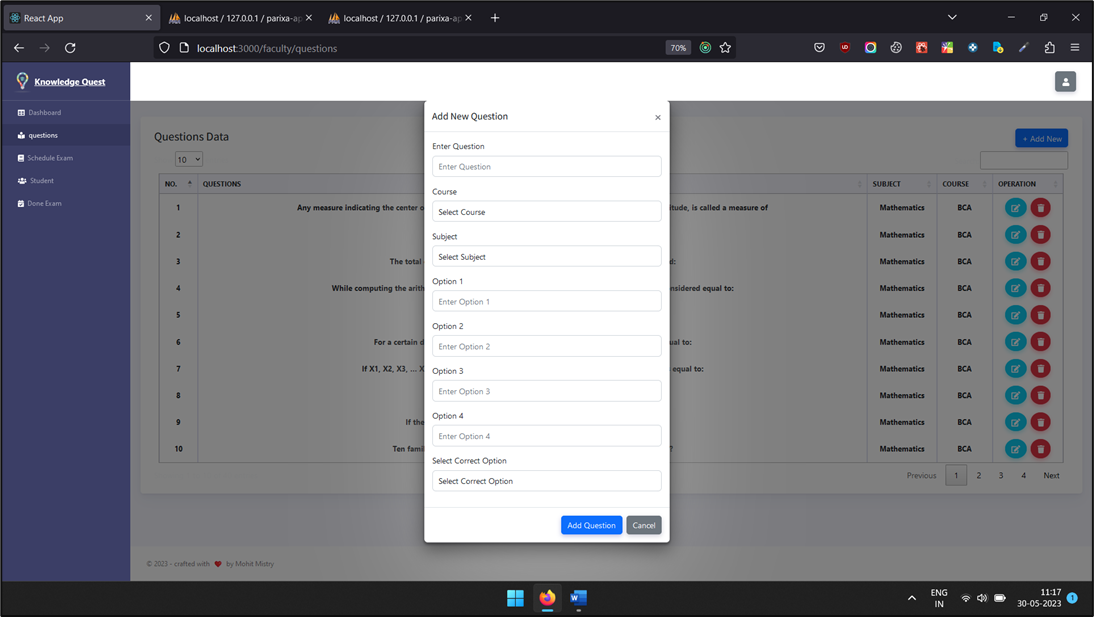 React App
localhost / 127.0.0.1 / parixa-ap
localhost / 127.0.0.1 / parixa-ap
localhost:3000/faculty/questions
70%
Knowledge Quest
Dashboard
questions
Schedule Exam
Student
Done Exam
Questions Data
+ Add New
10
NO. QUESTIONS SUBJECT COURSE OPERATION
1 Any measure indicating the center o itude, is called a measure of Mathematics BCA
2 Mathematics BCA
3 The total d: Mathematics BCA
4 While computing the arith nsidered equal to: Mathematics BCA
5 Mathematics BCA
6 For a certain d ual to: Mathematics BCA
7 If X1, X2, X3, ... X equal to: Mathematics BCA
8 Mathematics BCA
9 If the Mathematics BCA
10 Ten famil ? Mathematics BCA
Previous 1 2 3 4 Next
Add New Question
×
Enter Question
Enter Question
Course
Select Course
Subject
Select Subject
Option 1
Enter Option 1
Option 2
Enter Option 2
Option 3
Enter Option 3
Option 4
Enter Option 4
Select Correct Option
Select Correct Option
Add Question Cancel
© 2023 - crafted with ❤ by Mohit Mistry
ENG
IN
11:17
30-05-2023
1